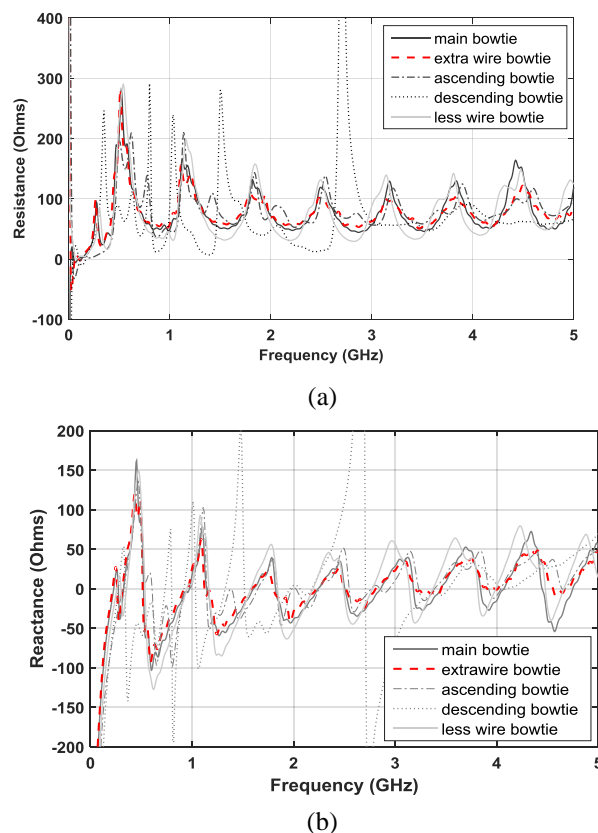 400
300
200
100
0
-100
Resistance (Ohms)
main bowtie
extra wire bowtie
ascending bowtie
descending bowtie
less wire bowtie
0 1 2 3 4 5
Frequency (GHz)
(a)
200
150
100
50
0
-50
-100
-150
-200
Reactance (Ohms)
main bowtie
extrawire bowtie
ascending bowtie
descending bowtie
less wire bowtie
0 1 2 3 4 5
Frequency (GHz)
(b)